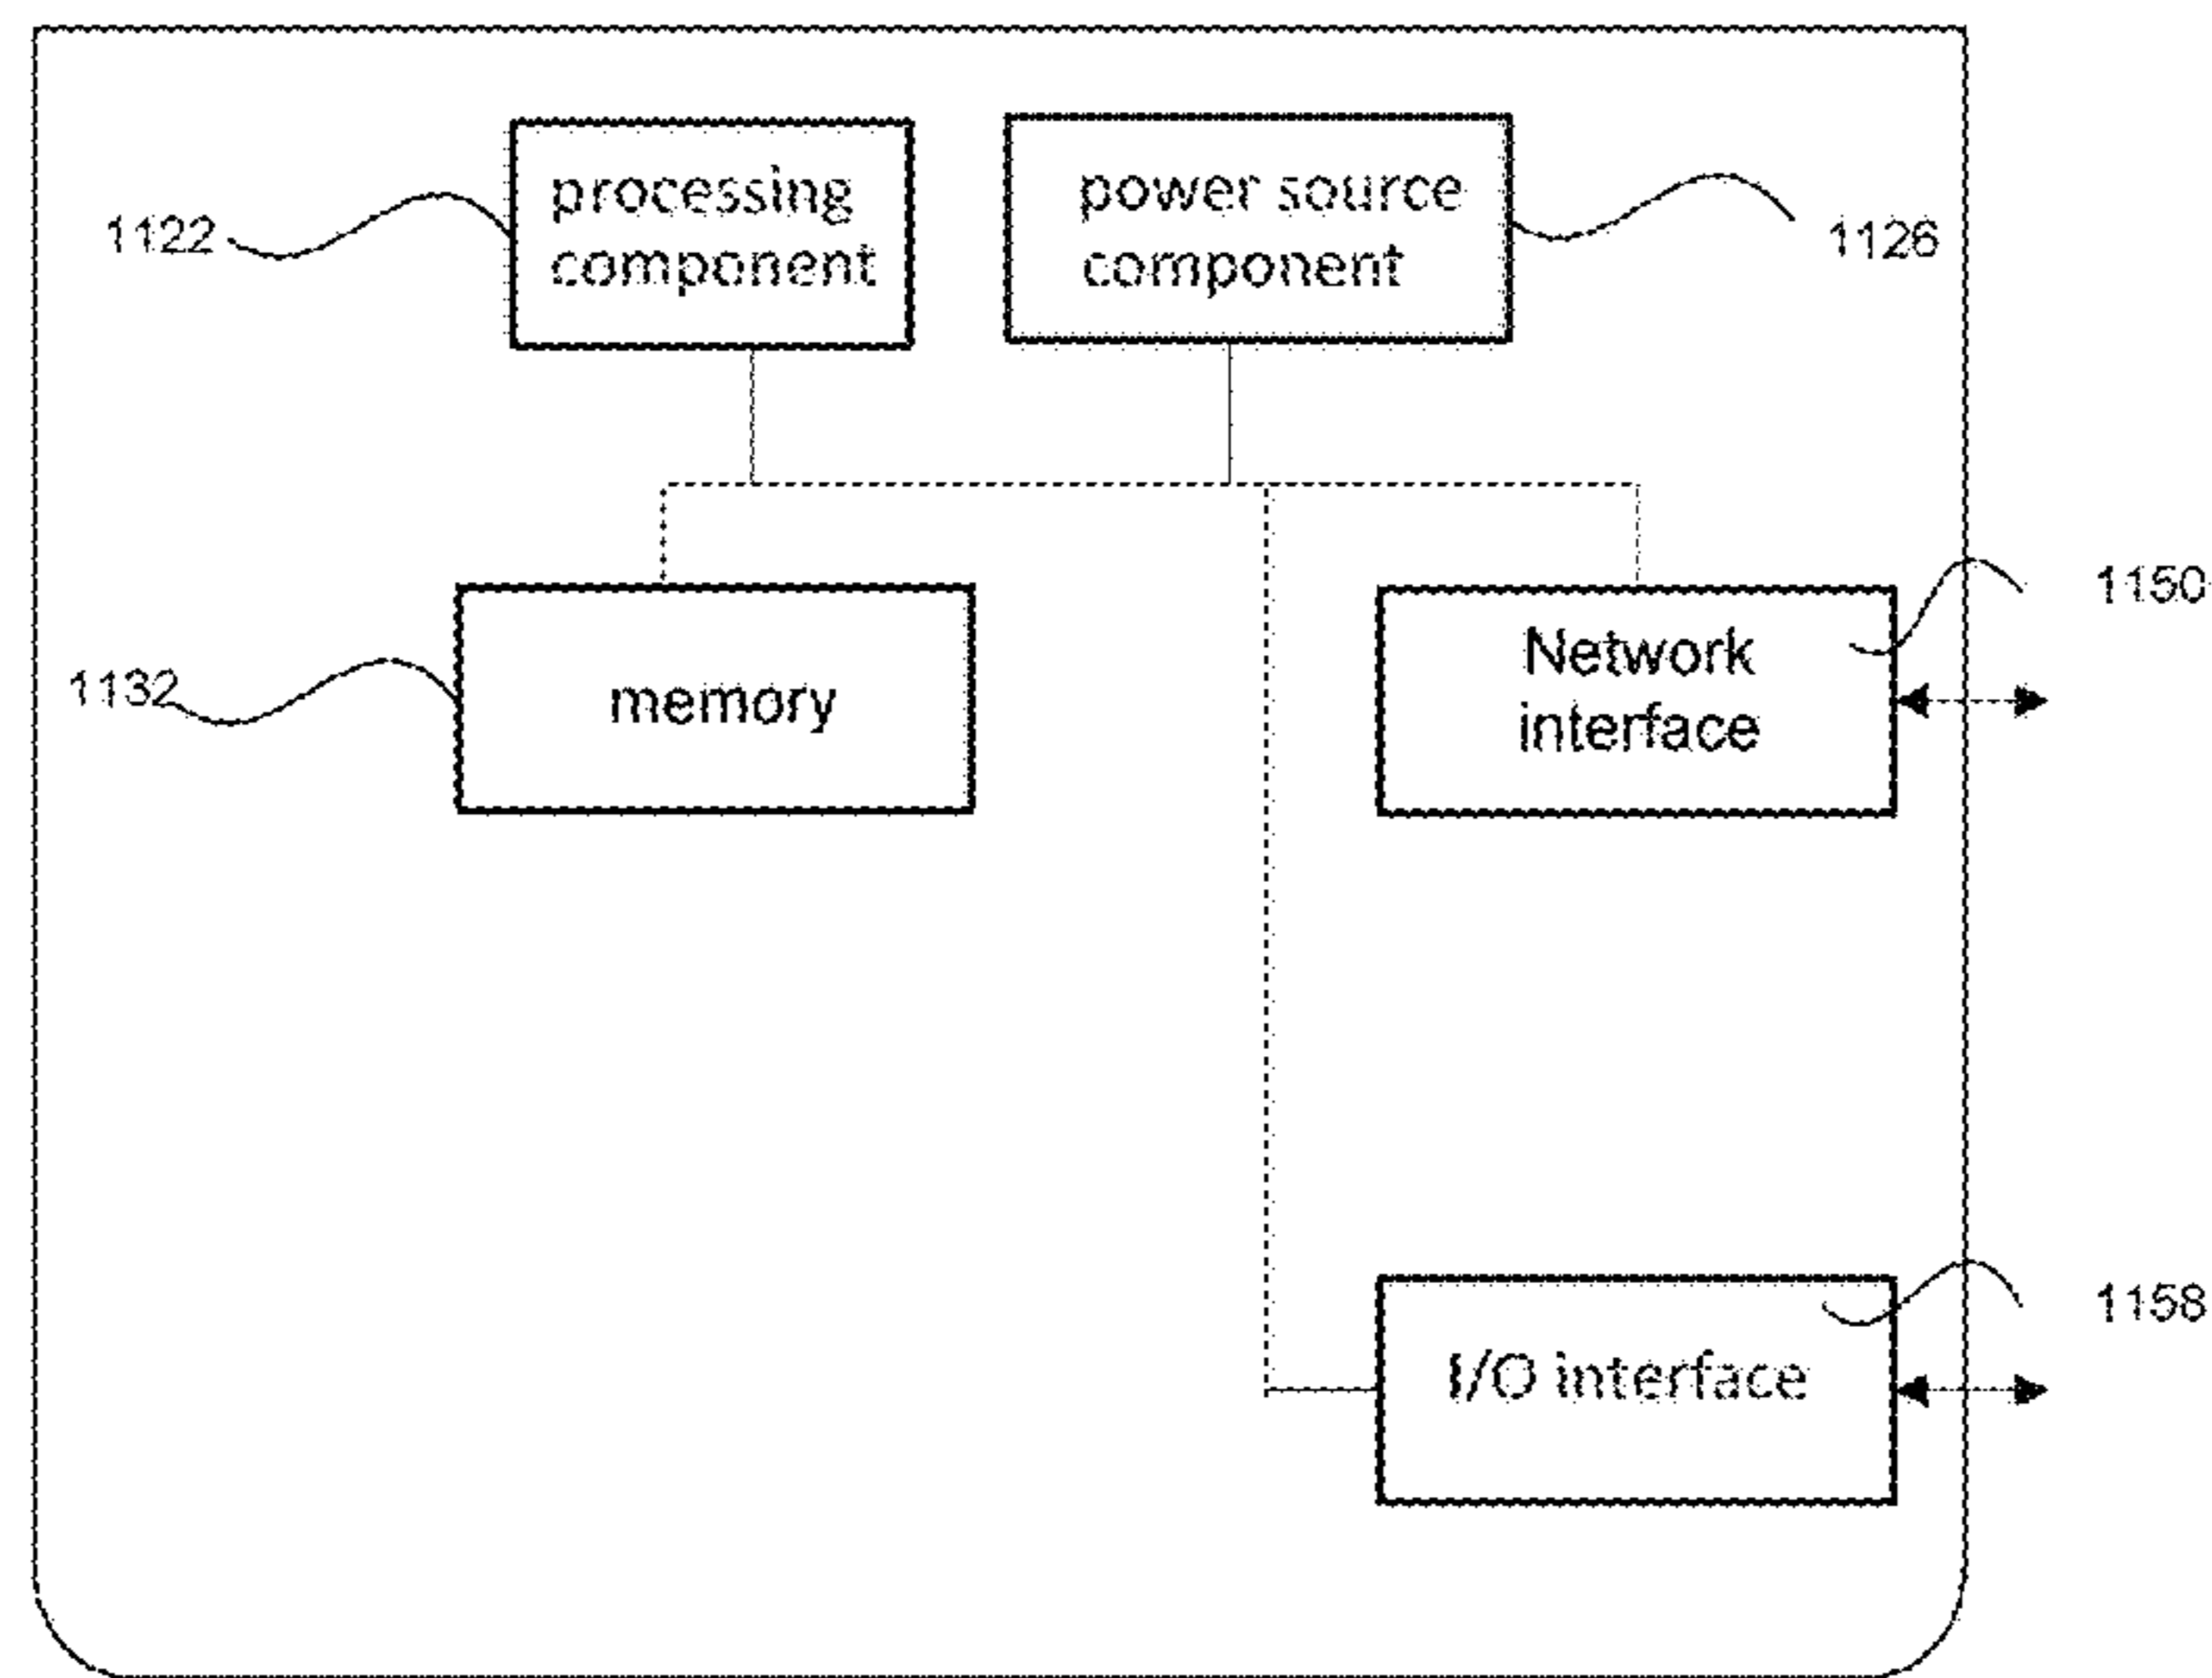 processing
component
power source
component
1122
1126
memory
1132
Network
interface
1150
I/O interface
1158